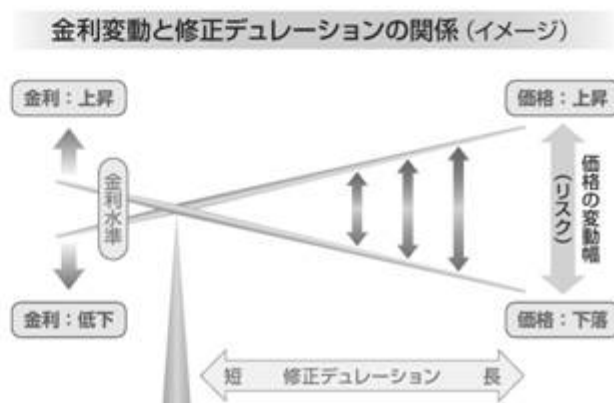 金利変動と修正デュレーションの関係(イメージ)
金利:上昇
価格:上昇
金利水準
価格の変動幅
(リスク)
金利:低下
価格:下落
短 修正デュレーション 長